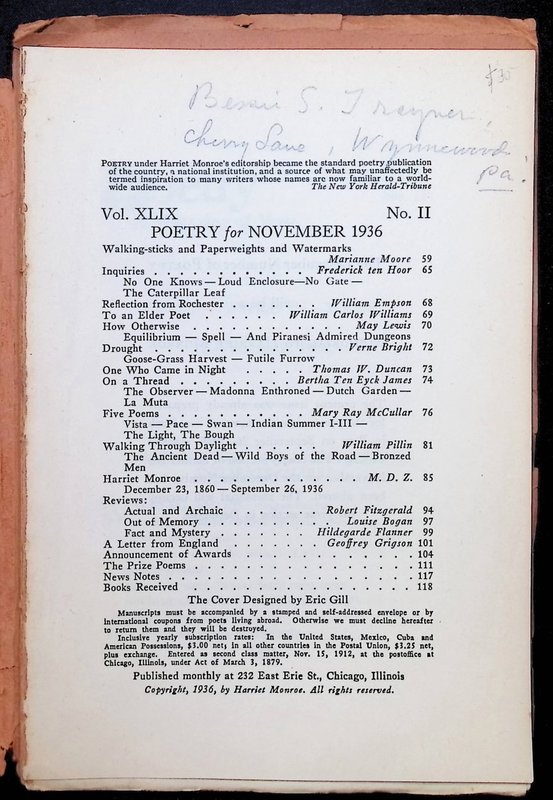 $30
Bessie S. Trayner,
Cherry Lane, Wynnewood
Pa.
POETRY under Harriet Monroe's editorship became the standard poetry publication
of the country, a national institution, and a source of what may unaffectedly be
termed inspiration to many writers whose names are now familiar to a world-
wide audience. The New York Herald-Tribune
Vol. XLIX No. II
POETRY for NOVEMBER 1936
Walking-sticks and Paperweights and Watermarks
Marianne Moore 59
Inquiries . . . . . . . . . . . . Frederick ten Hoor 65
No One Knows—Loud Enclosure—No Gate—
The Caterpillar Leaf
Reflection from Rochester . . . . . . . William Empson 68
To an Elder Poet . . . . . . William Carlos Williams 69
How Otherwise . . . . . . . . . . . May Lewis 70
Equilibrium — Spell — And Piranesi Admired Dungeons
Drought . . . . . . . . . . . . . . Verne Bright 72
Goose-Grass Harvest — Futile Furrow
One Who Came in Night . . . . . Thomas W. Duncan 73
On a Thread . . . . . . . . . Bertha Ten Eyck James 74
The Observer—Madonna Enthroned—Dutch Garden—
La Muta
Five Poems . . . . . . . . . . . Mary Ray McCullar 76
Vista — Pace — Swan — Indian Summer I-III —
The Light, The Bough
Walking Through Daylight . . . . . . . William Pillin 81
The Ancient Dead—Wild Boys of the Road—Bronzed
Men
Harriet Monroe . . . . . . . . . . . . . M. D. Z. 85
December 23, 1860—September 26, 1936
Reviews:
Actual and Archaic . . . . . . . Robert Fitzgerald 94
Out of Memory . . . . . . . . . Louise Bogan 97
Fact and Mystery . . . . . . . Hildegarde Flanner 99
A Letter from England . . . . . . . Geoffrey Grigson 101
Announcement of Awards . . . . . . . . . . . . 104
The Prize Poems . . . . . . . . . . . . . . . 111
News Notes . . . . . . . . . . . . . . . . . 117
Books Received . . . . . . . . . . . . . . . 118
The Cover Designed by Eric Gill
Manuscripts must be accompanied by a stamped and self-addressed envelope or by
international coupons from poets living abroad. Otherwise we must decline hereafter
to return them and they will be destroyed.
Inclusive yearly subscription rates: In the United States, Mexico, Cuba and
American Possessions, $3.00 net; in all other countries in the Postal Union, $3.25 net,
plus exchange. Entered as second class matter, Nov. 15, 1912, at the postoffice at
Chicago, Illinois, under Act of March 3, 1879.
Published monthly at 232 East Erie St., Chicago, Illinois
Copyright, 1936, by Harriet Monroe. All rights reserved.